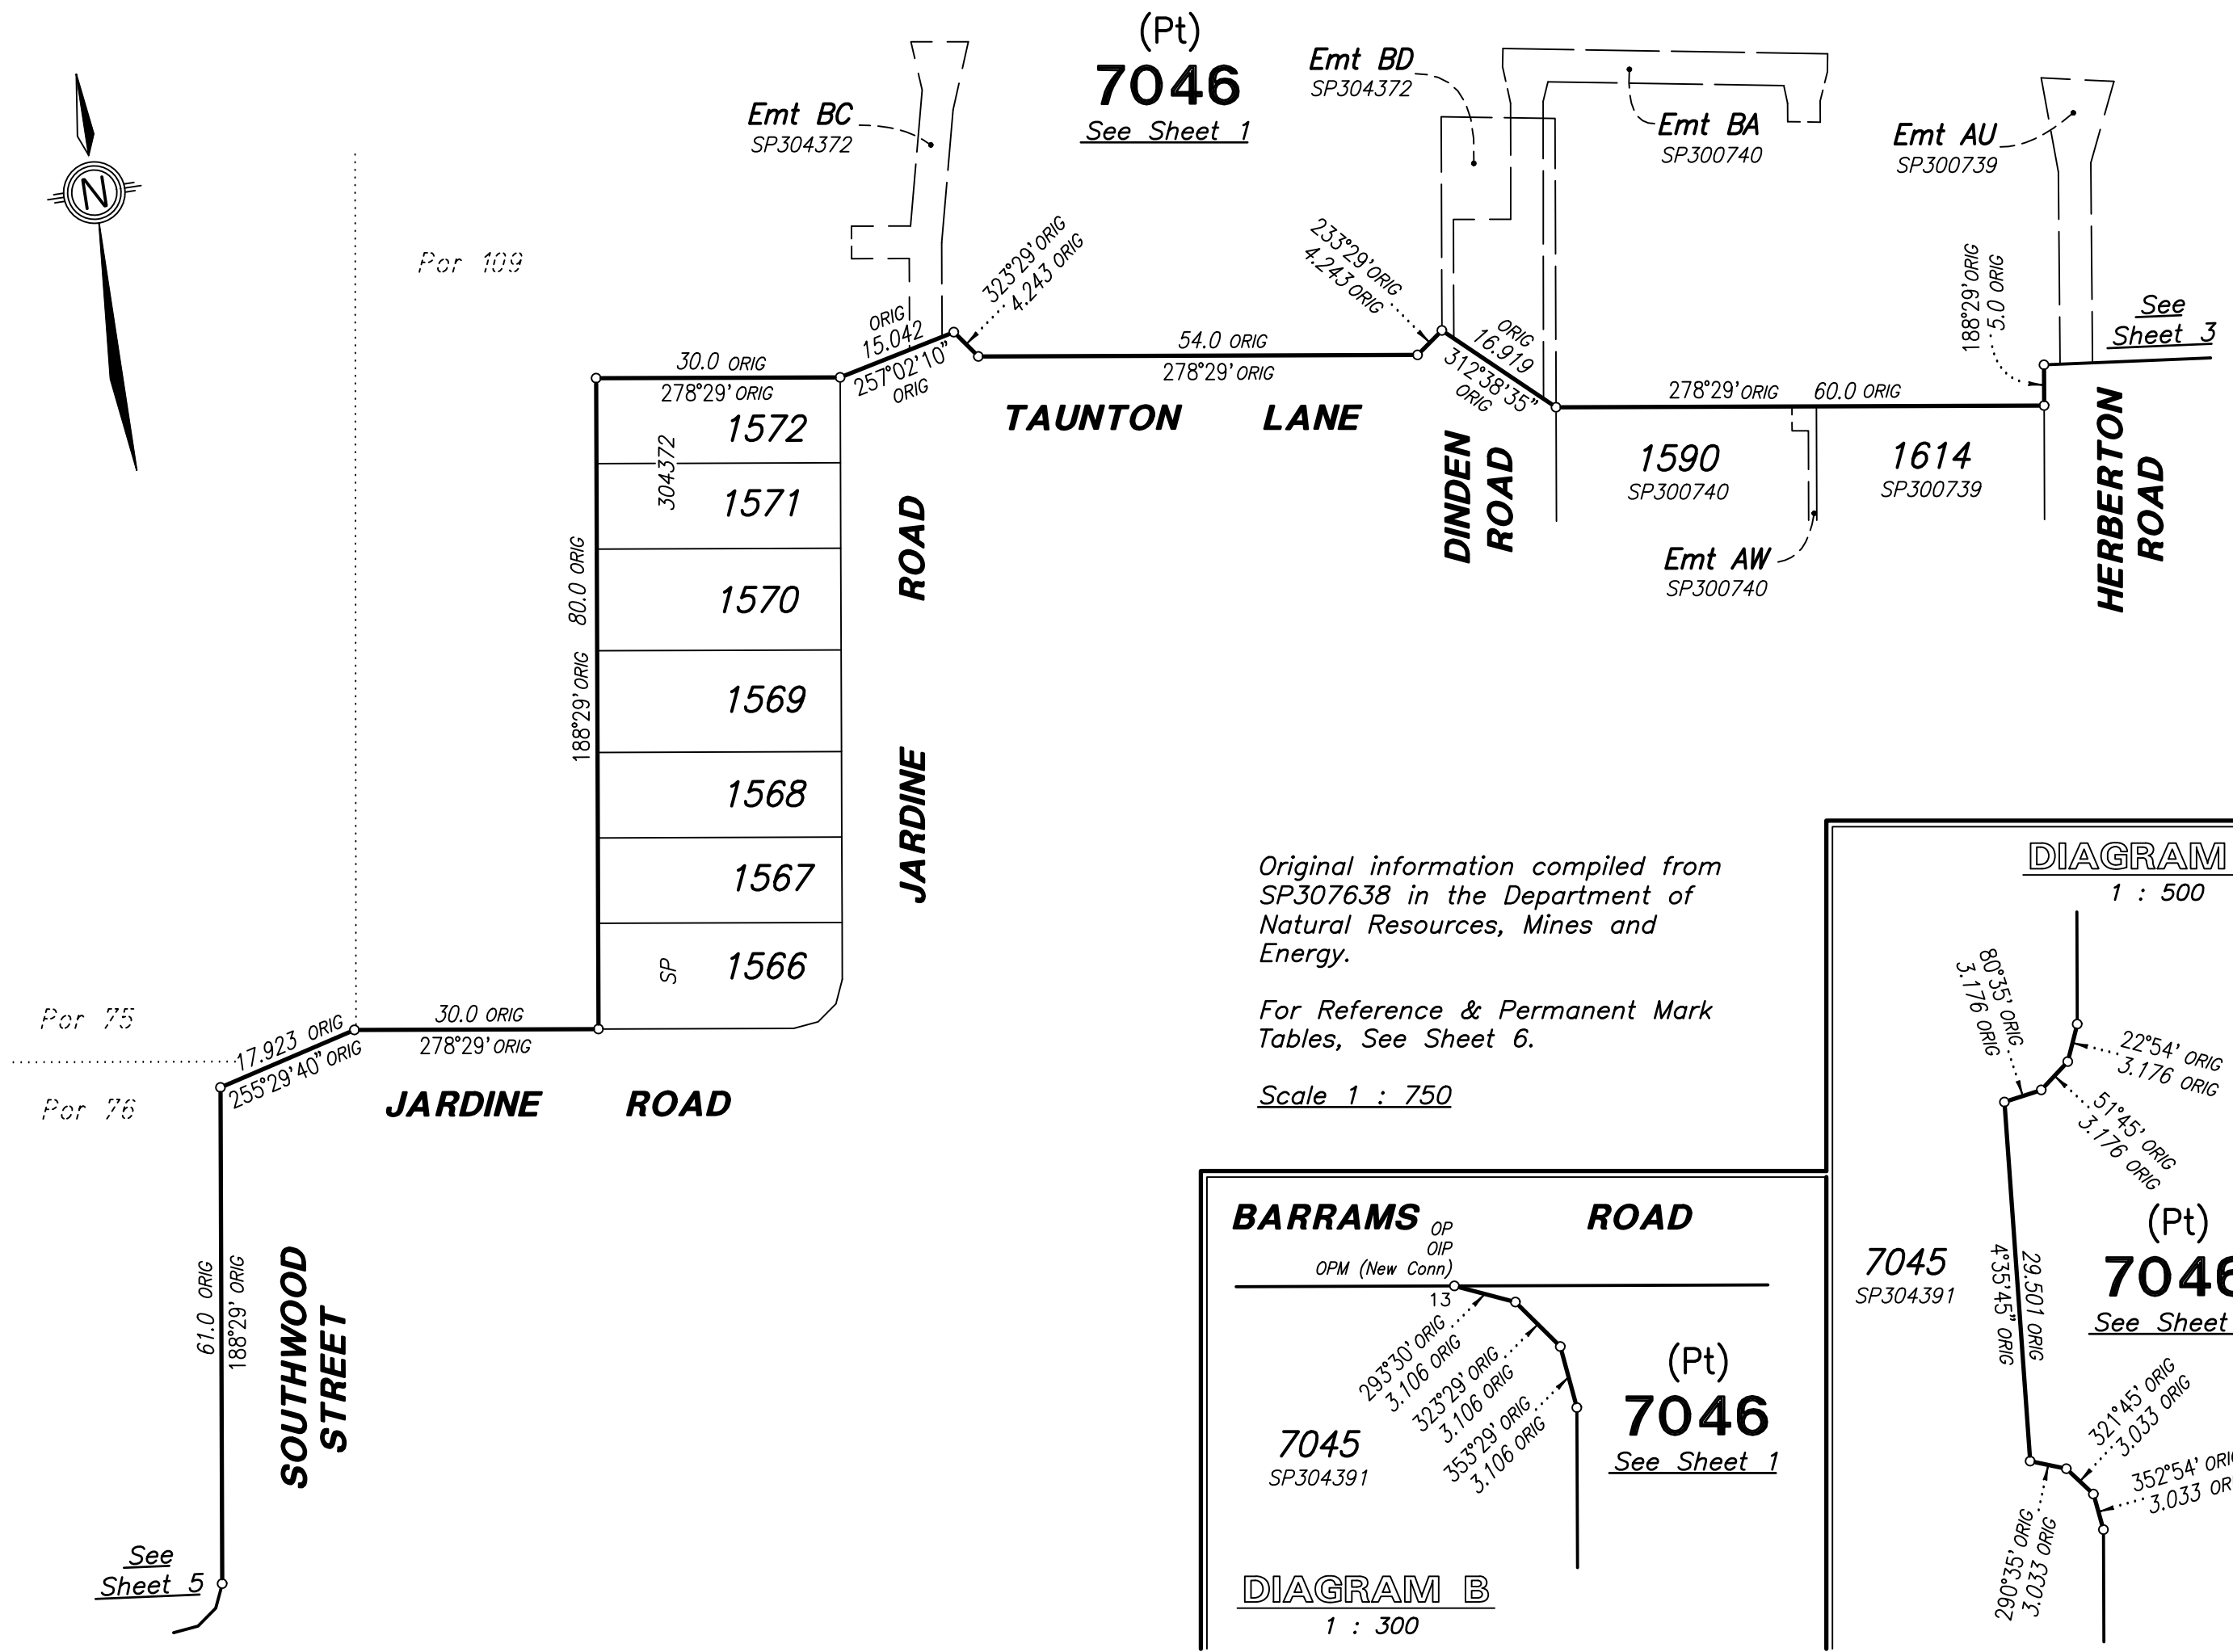 (Pt)
7046
See Sheet 1
Emt BC
SP304372
Emt BD
SP304372
Emt BA
SP300740
Emt AU
SP300739
N
Por 109
323°29' ORIG
4.243 ORIG
233°29' ORIG
4.243 ORIG
188°29' ORIG
5.0 ORIG
See
Sheet 3
ORIG
15.042
257°02'10"
ORIG
30.0 ORIG
278°29' ORIG
54.0 ORIG
278°29' ORIG
ORIG
16.919
312°38'35"
ORIG
278°29' ORIG 60.0 ORIG
TAUNTON LANE
DINDEN
ROAD
HERBERTON
ROAD
1590
SP300740
1614
SP300739
Emt AW
SP300740
1572
304372
1571
1570
1569
1568
1567
1566
SP
188°29' ORIG 80.0 ORIG
JARDINE ROAD
Por 75
Por 76
17.923 ORIG
255°29'40" ORIG
30.0 ORIG
278°29' ORIG
JARDINE ROAD
61.0 ORIG
188°29' ORIG
SOUTHWOOD
STREET
See
Sheet 5
Original information compiled from
SP307638 in the Department of
Natural Resources, Mines and
Energy.
For Reference & Permanent Mark
Tables, See Sheet 6.
Scale 1 : 750
BARRAMS ROAD
OP
OIP
OPM (New Conn)
13
293°30' ORIG
3.106 ORIG
323°29' ORIG
3.106 ORIG
353°29' ORIG
3.106 ORIG
7045
SP304391
(Pt)
7046
See Sheet 1
DIAGRAM B
1 : 300
DIAGRAM
1 : 500
80°35' ORIG
3.176 ORIG
22°54' ORIG
3.176 ORIG
51°45' ORIG
3.176 ORIG
7045
SP304391
4°35'45" ORIG
29.501 ORIG
(Pt)
7046
See Sheet
321°45' ORIG
3.033 ORIG
352°54' ORIG
3.033 OR
290°35' ORIG
3.033 ORIG